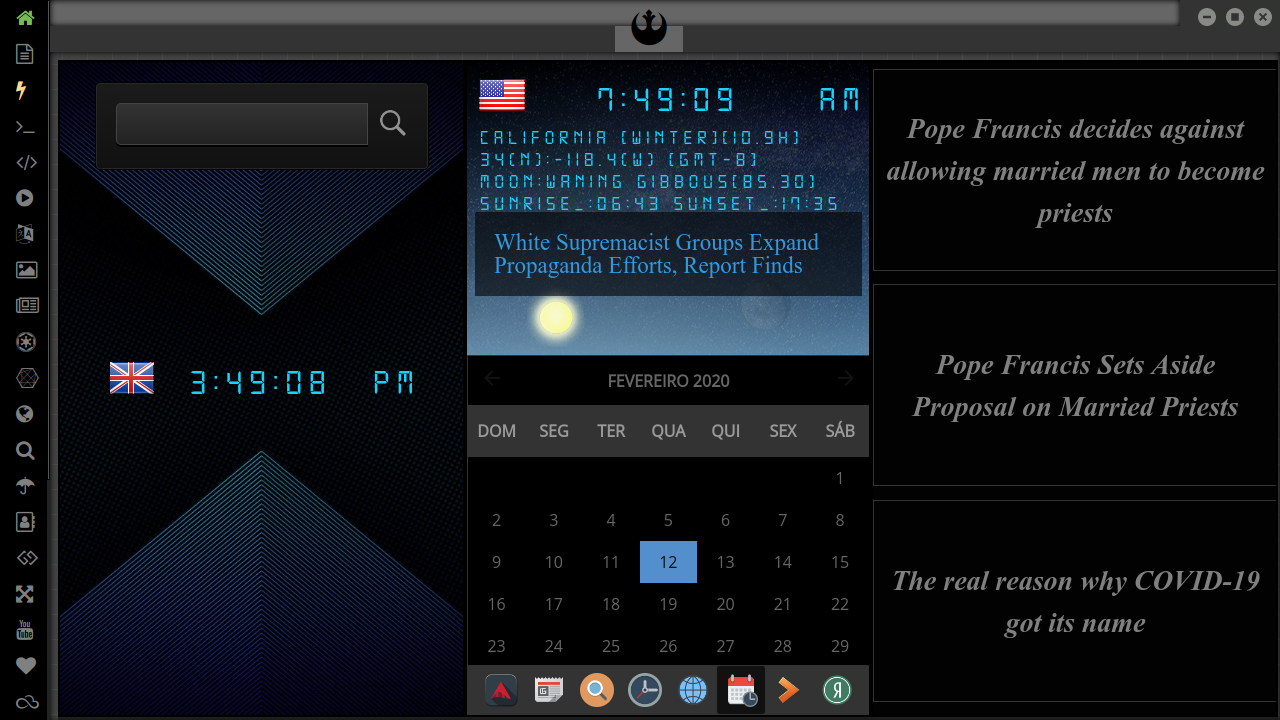 7:49:09 AM
CALIFORNIA (WINTER)(10.9H)
34(N):-118.4(W) (GMT-8)
MOON:WANING GIBBOUS(85.30)
SUNRISE_:06:43 SUNSET_:17:35
White Supremacist Groups Expand
Propaganda Efforts, Report Finds
3:49:08 PM
FEVEREIRO 2020
DOM SEG TER QUA QUI SEX SÁB
1
2 3 4 5 6 7 8
9 10 11 12 13 14 15
16 17 18 19 20 21 22
23 24 25 26 27 28 29
Pope Francis decides against
allowing married men to become
priests
Pope Francis Sets Aside
Proposal on Married Priests
The real reason why COVID-19
got its name
You
Tube
Я